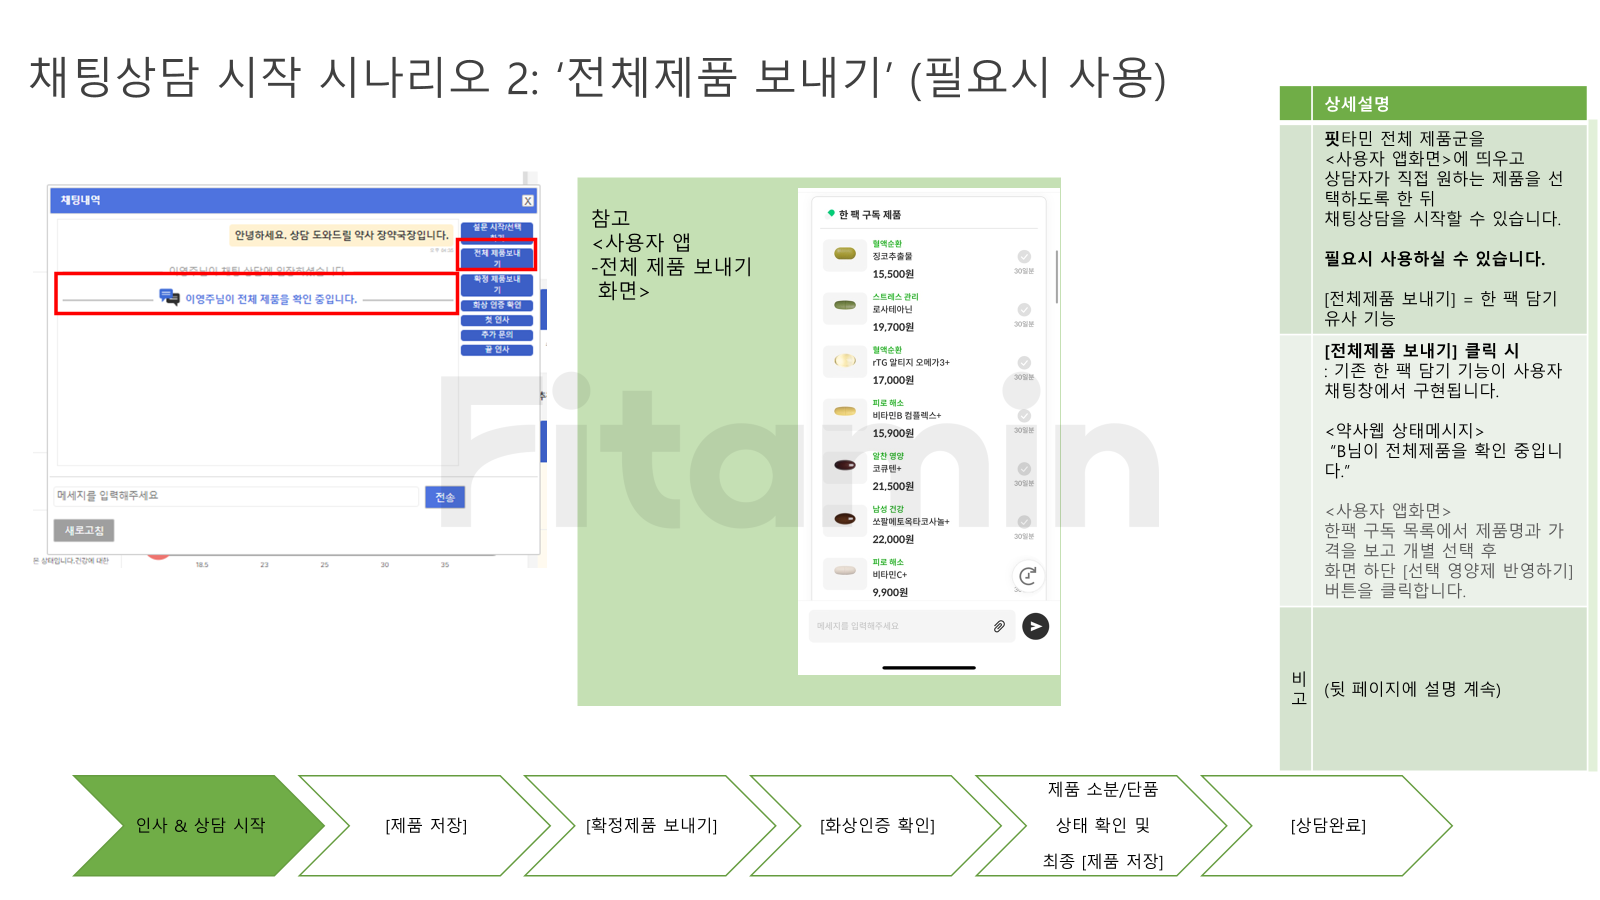 채팅상담 시작 시나리오 2: ‘전체제품 보내기’ (필요시 사용)
채팅내역
X
안녕하세요. 상담 도와드릴 약사 장약국장입니다.
이영주님이 채팅 상담에 입장하셨습니다.
이영주님이 전체 제품을 확인 중입니다.
설문 시작/선택
하기
전체 제품보내
기
확정 제품보내
기
화상 인증 확인
첫 인사
추가 문의
끝 인사
메세지를 입력해주세요
전송
새로고침
은 상태입니다.건강에 대한
18.5
23
25
30
35
참고
<사용자 앱
-전체 제품 보내기
화면>
한 팩 구독 제품
혈액순환
징코추출물
15,500원
30일분
스트레스 관리
로사테아닌
19,700원
30일분
혈액순환
rTG 알티지 오메가3+
17,000원
30일분
피로 해소
비타민B 컴플렉스+
15,900원
30일분
알찬 영양
코큐텐+
21,500원
30일분
남성 건강
쏘팔메토옥타코사놀+
22,000원
30일분
피로 해소
비타민C+
9,900원
메세지를 입력해주세요
Fitamin
상세설명
핏타민 전체 제품군을
<사용자 앱화면>에 띄우고
상담자가 직접 원하는 제품을 선
택하도록 한 뒤
채팅상담을 시작할 수 있습니다.
필요시 사용하실 수 있습니다.
[전체제품 보내기] = 한 팩 담기
유사 기능
[전체제품 보내기] 클릭 시
: 기존 한 팩 담기 기능이 사용자
채팅창에서 구현됩니다.
<약사웹 상태메시지>
“B님이 전체제품을 확인 중입니
다.”
<사용자 앱화면>
한팩 구독 목록에서 제품명과 가
격을 보고 개별 선택 후
화면 하단 [선택 영양제 반영하기]
버튼을 클릭합니다.
비
고
(뒷 페이지에 설명 계속)
인사 & 상담 시작
[제품 저장]
[확정제품 보내기]
[화상인증 확인]
제품 소분/단품
상태 확인 및
최종 [제품 저장]
[상담완료]